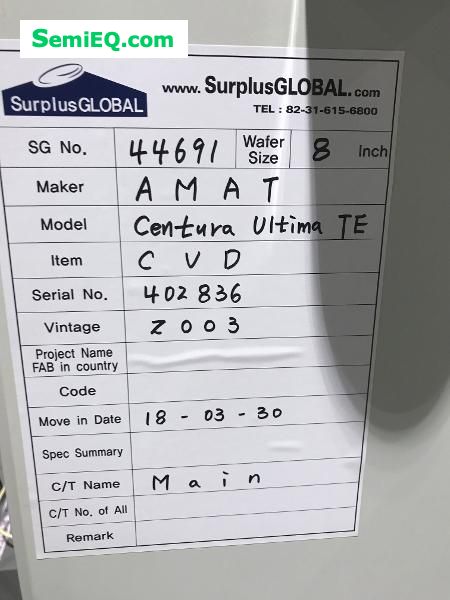 SemiEQ.com
SurplusGLOBAL
www. SurplusGLOBAL.com
TEL : 82-31-615-6800
SG No. 44691 Wafer Size 8 Inch
Maker A M A T
Model Centura Ultima TE
Item C V D
Serial No. 402836
Vintage 2003
Project Name
FAB in country
Code
Move in Date 18 - 03 - 30
Spec Summary
C/T Name M a i n
C/T No. of All
Remark